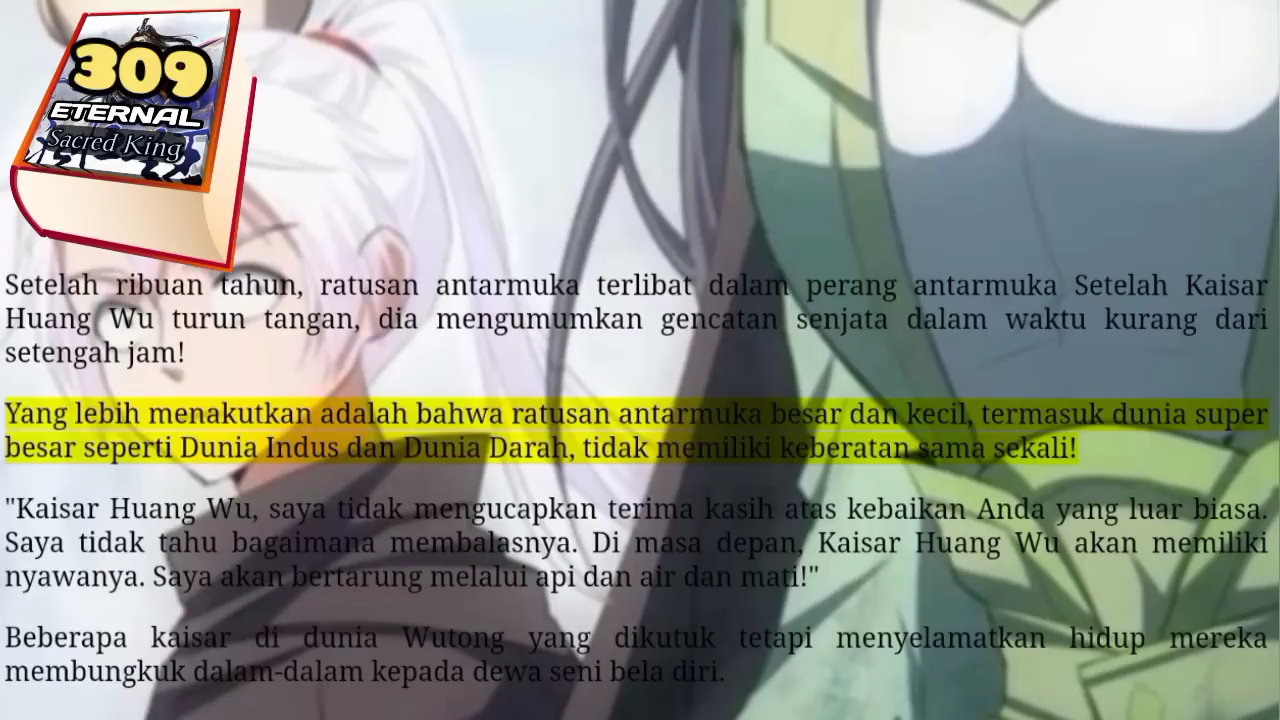 309
ETERNAL
Sacred King
Setelah ribuan tahun, ratusan antarmuka terlibat dalam perang antarmuka Setelah Kaisar
Huang Wu turun tangan, dia mengumumkan gencatan senjata dalam waktu kurang dari
setengah jam!
Yang lebih menakutkan adalah bahwa ratusan antarmuka besar dan kecil, termasuk dunia super
besar seperti Dunia Indus dan Dunia Darah, tidak memiliki keberatan sama sekali!
"Kaisar Huang Wu, saya tidak mengucapkan terima kasih atas kebaikan Anda yang luar biasa.
Saya tidak tahu bagaimana membalasnya. Di masa depan, Kaisar Huang Wu akan memiliki
nyawanya. Saya akan bertarung melalui api dan air dan mati!"
Beberapa kaisar di dunia Wutong yang dikutuk tetapi menyelamatkan hidup mereka
membungkuk dalam-dalam kepada dewa seni bela diri.